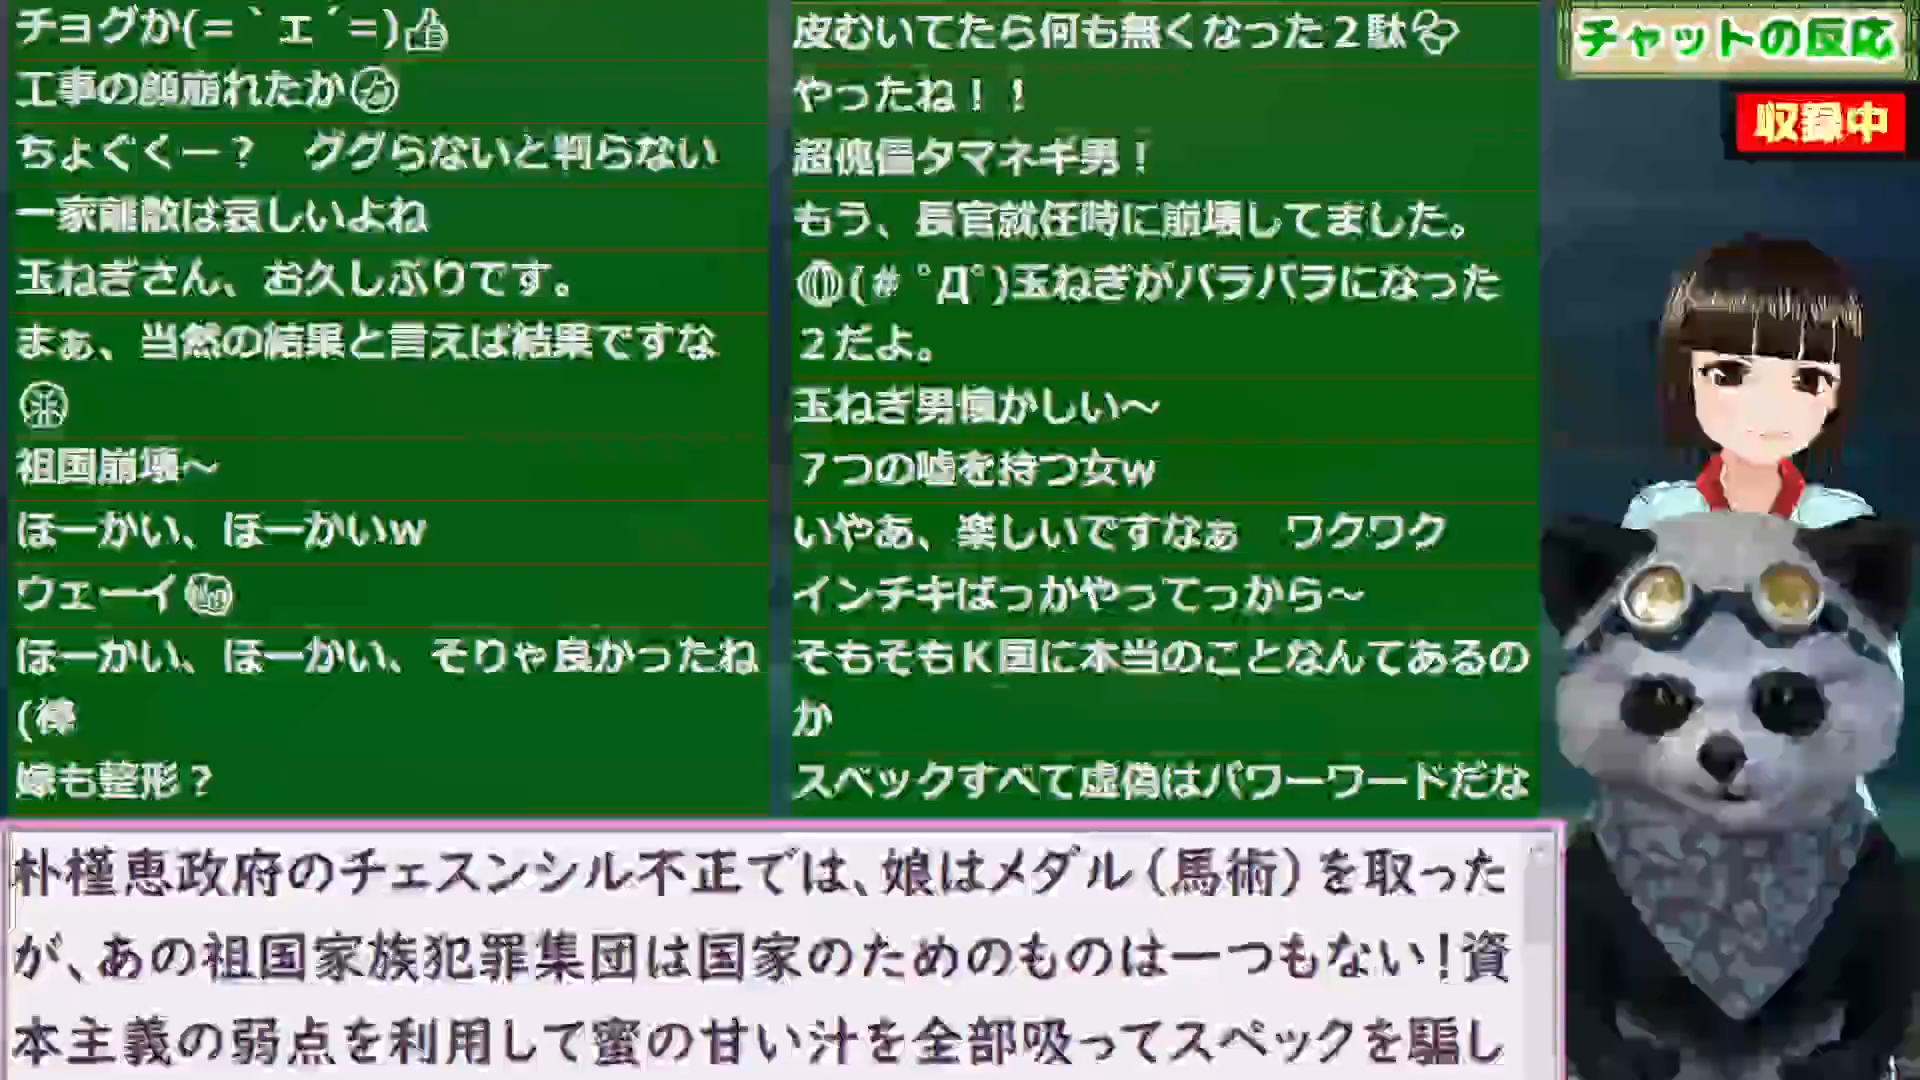 チョグか(=｀ェ´=)
工事の顔崩れたか
ちょぐくー？　ググらないと判らない
一家離散は哀しいよね
玉ねぎさん、お久しぶりです。
まぁ、当然の結果と言えば結果ですな
祖国崩壊～
ほーかい、ほーかいｗ
ウェーイ
ほーかい、ほーかい、そりゃ良かったね
(棒
嫁も整形？
皮むいてたら何も無くなった２駄
やったね！！
超傀儡タマネギ男！
もう、長官就任時に崩壊してました。
(＃ﾟДﾟ)玉ねぎがバラバラになった
２だよ。
玉ねぎ男懐かしい～
７つの嘘を持つ女ｗ
いやあ、楽しいですなぁ　ワクワク
インチキばっかやってっから～
そもそもＫ国に本当のことなんてあるの
か
スペックすべて虚偽はパワーワードだな
チャットの反応
収録中
朴槿恵政府のチェスンシル不正では、娘はメダル（馬術）を取った
が、あの祖国家族犯罪集団は国家のためのものは一つもない！資
本主義の弱点を利用して蜜の甘い汁を全部吸ってスペックを騙し